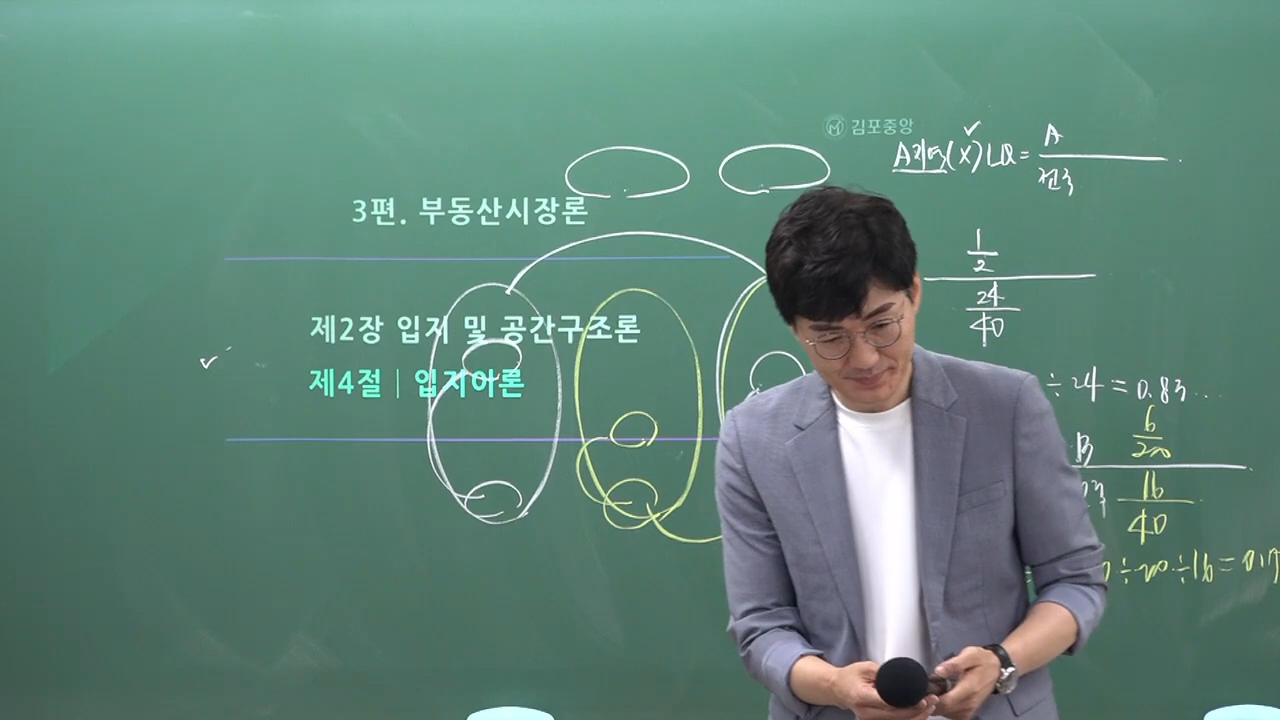 김포중앙
A지역(X)LQ = A
전국
3편. 부동산시장론
1
2
24
40
제2장 입지 및 공간구조론
제4절 | 입지이론
÷ 24 = 0.83...
B
6
16
40